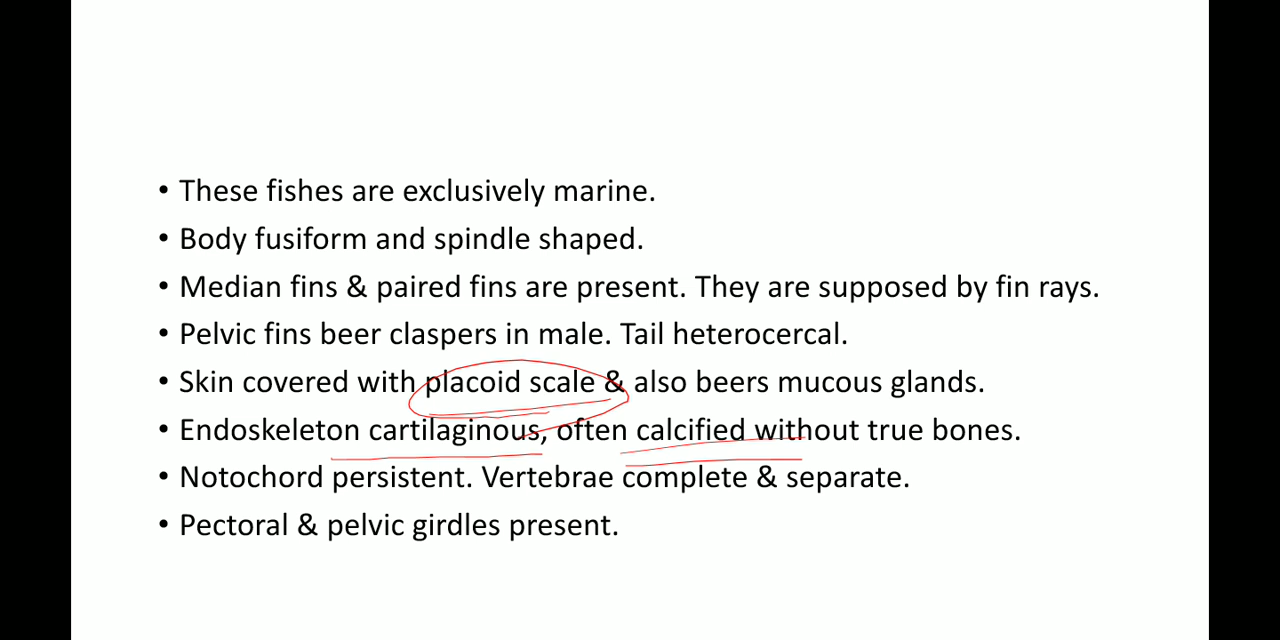 • These fishes are exclusively marine.
• Body fusiform and spindle shaped.
• Median fins & paired fins are present. They are supposed by fin rays.
• Pelvic fins beer claspers in male. Tail heterocercal.
• Skin covered with placoid scale & also beers mucous glands.
• Endoskeleton cartilaginous, often calcified without true bones.
• Notochord persistent. Vertebrae complete & separate.
• Pectoral & pelvic girdles present.